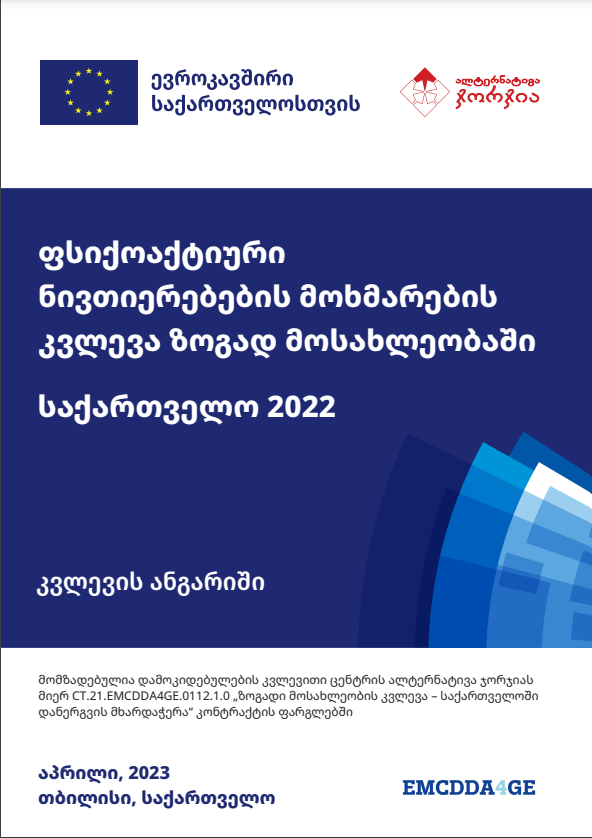 ევროკავშირი
საქართველოსთვის
ალტერნატივა
ჯორჯია
ფსიქოაქტიური
ნივთიერებების მოხმარების
კვლევა ზოგად მოსახლეობაში
საქართველო 2022
კვლევის ანგარიში
მომზადებულია დამოკიდებულების კვლევითი ცენტრის ალტერნატივა ჯორჯიას
მიერ CT.21.EMCDDA4GE.0112.1.0 „ზოგადი მოსახლეობის კვლევა – საქართველოში
დანერგვის მხარდაჭერა“ კონტრაქტის ფარგლებში
აპრილი, 2023
თბილისი, საქართველო
EMCDDA4GE